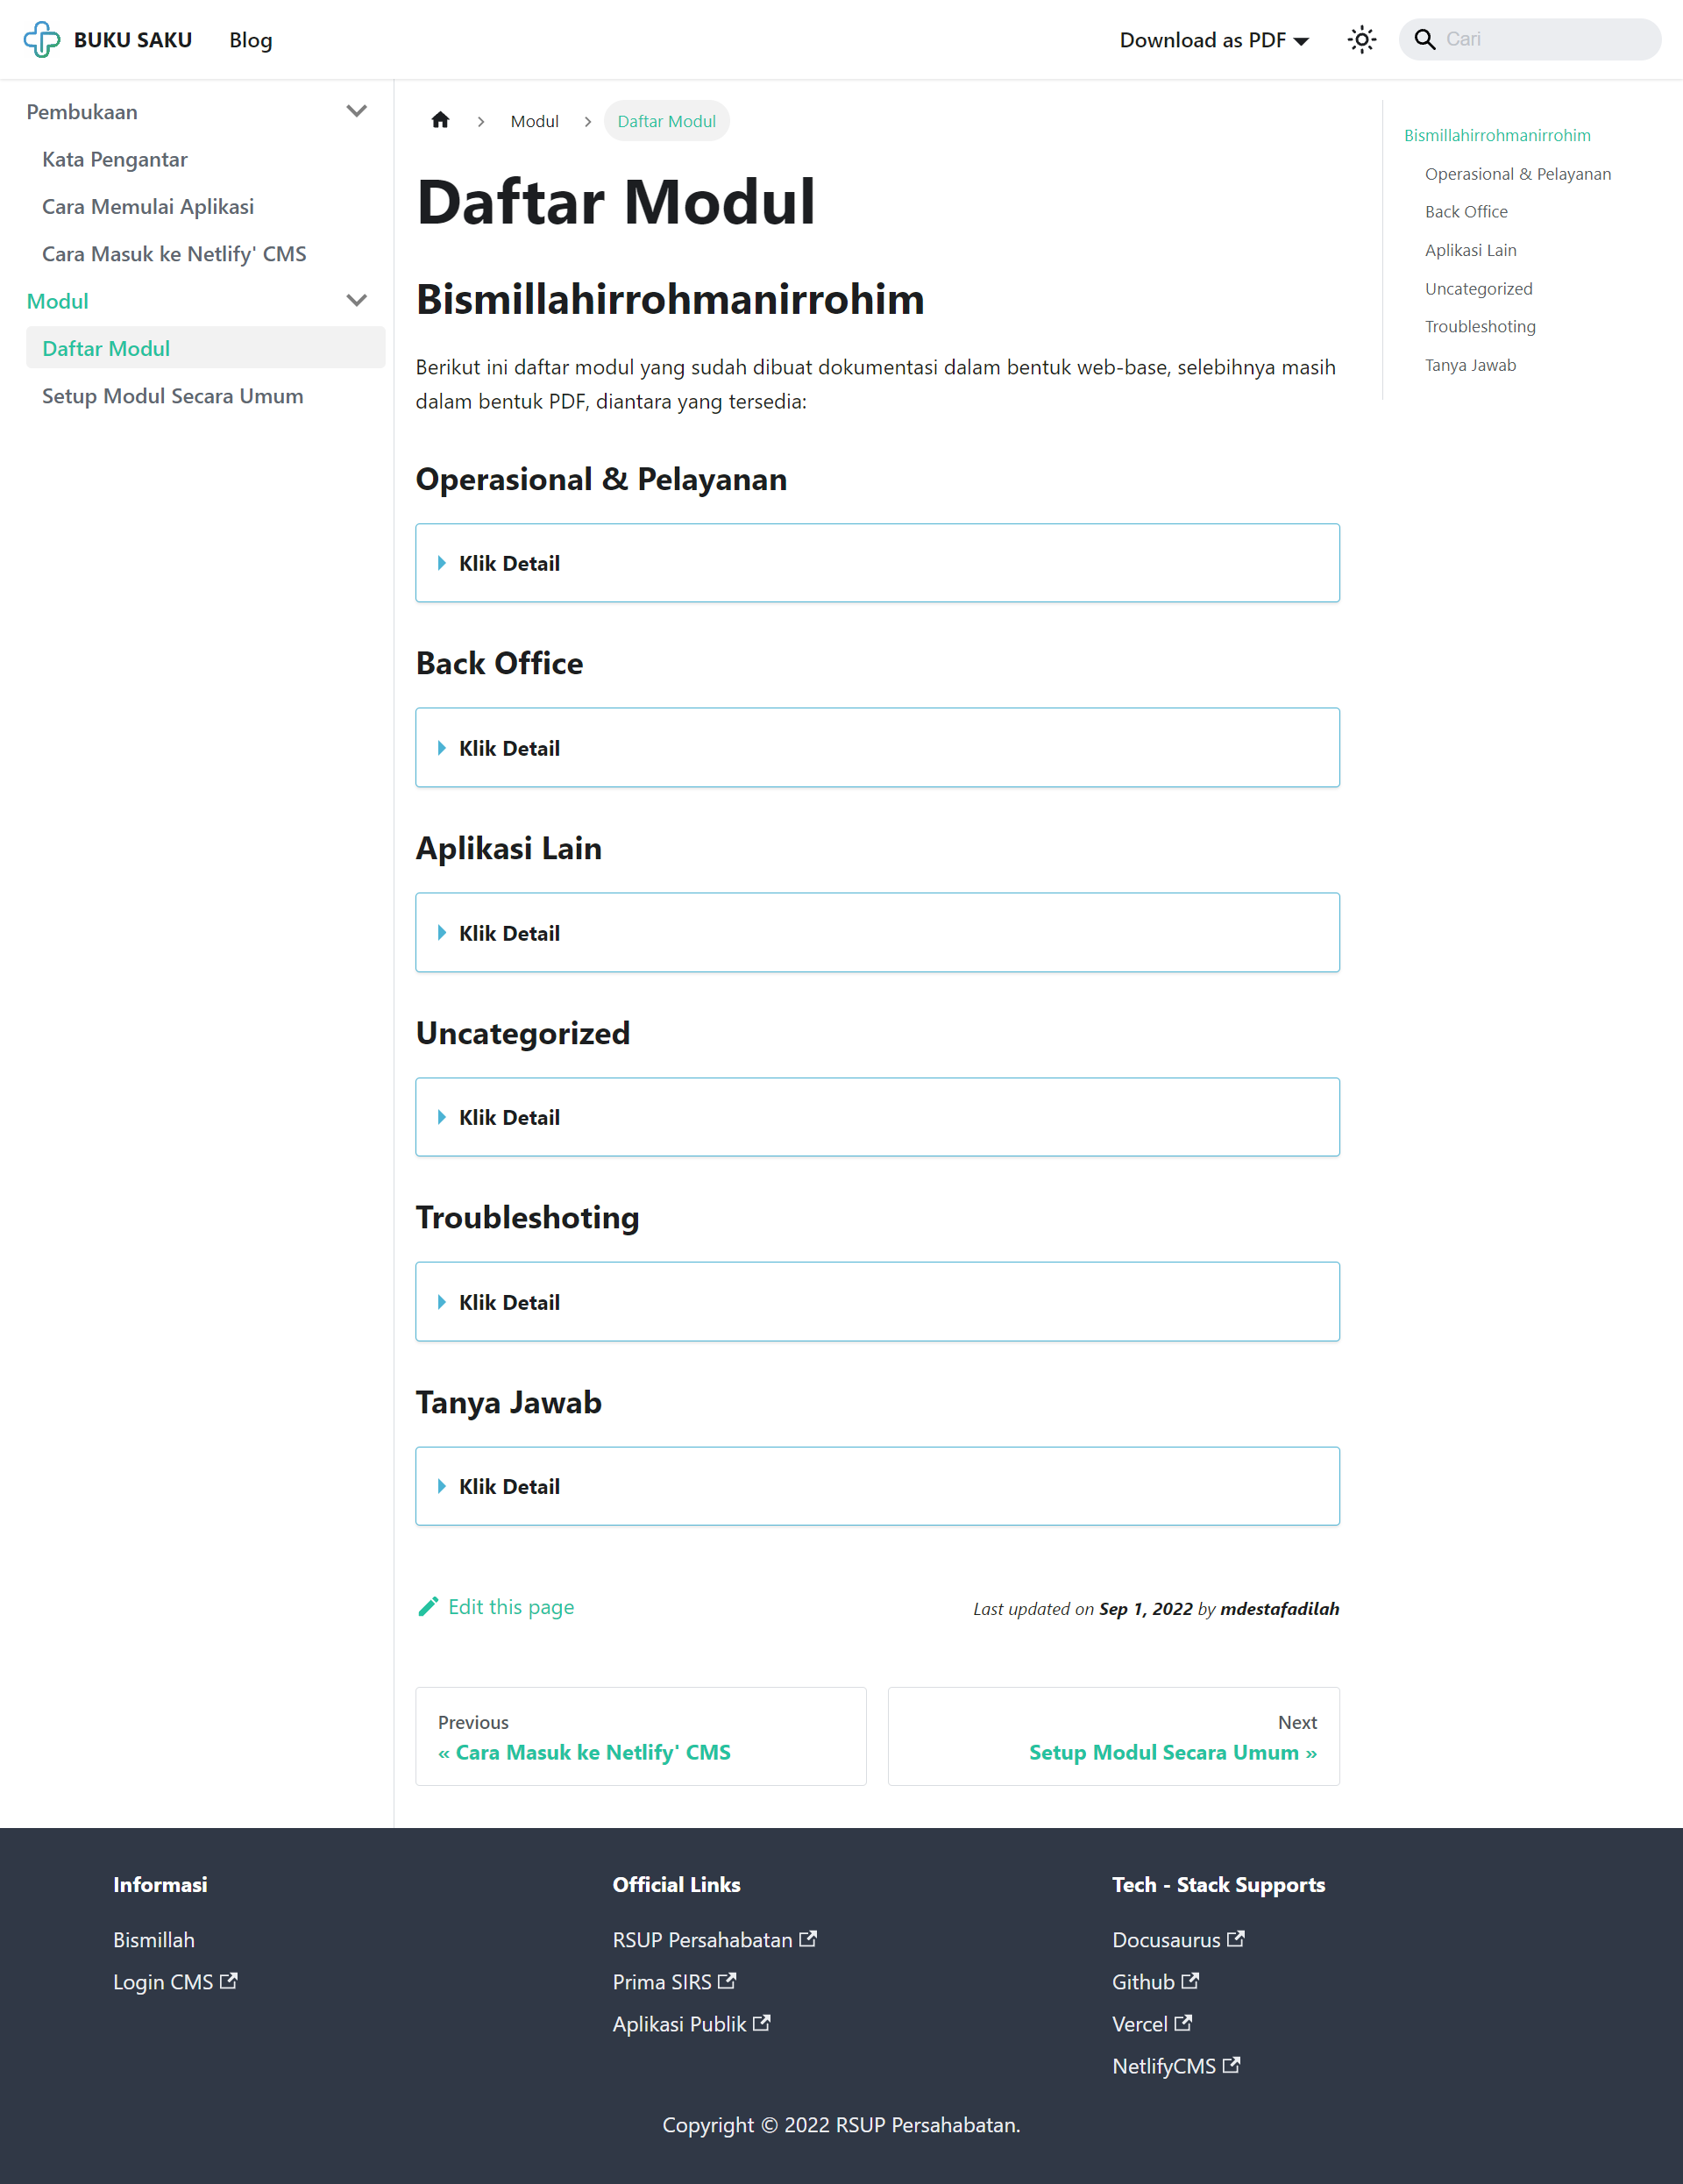 BUKU SAKU
Blog
Download as PDF
Cari
Pembukaan
Kata Pengantar
Cara Memulai Aplikasi
Cara Masuk ke Netlify' CMS
Modul
Daftar Modul
Setup Modul Secara Umum
Modul
Daftar Modul
Daftar Modul
Bismillahirrohmanirrohim
Berikut ini daftar modul yang sudah dibuat dokumentasi dalam bentuk web-base, selebihnya masih
dalam bentuk PDF, diantara yang tersedia:
Operasional & Pelayanan
Klik Detail
Back Office
Klik Detail
Aplikasi Lain
Klik Detail
Uncategorized
Klik Detail
Troubleshoting
Klik Detail
Tanya Jawab
Klik Detail
Edit this page
Last updated on Sep 1, 2022 by mdestafadilah
Previous
« Cara Masuk ke Netlify' CMS
Next
Setup Modul Secara Umum »
Bismillahirrohmanirrohim
Operasional & Pelayanan
Back Office
Aplikasi Lain
Uncategorized
Troubleshoting
Tanya Jawab
Informasi
Bismillah
Login CMS
Official Links
RSUP Persahabatan
Prima SIRS
Aplikasi Publik
Tech - Stack Supports
Docusaurus
Github
Vercel
NetlifyCMS
Copyright © 2022 RSUP Persahabatan.